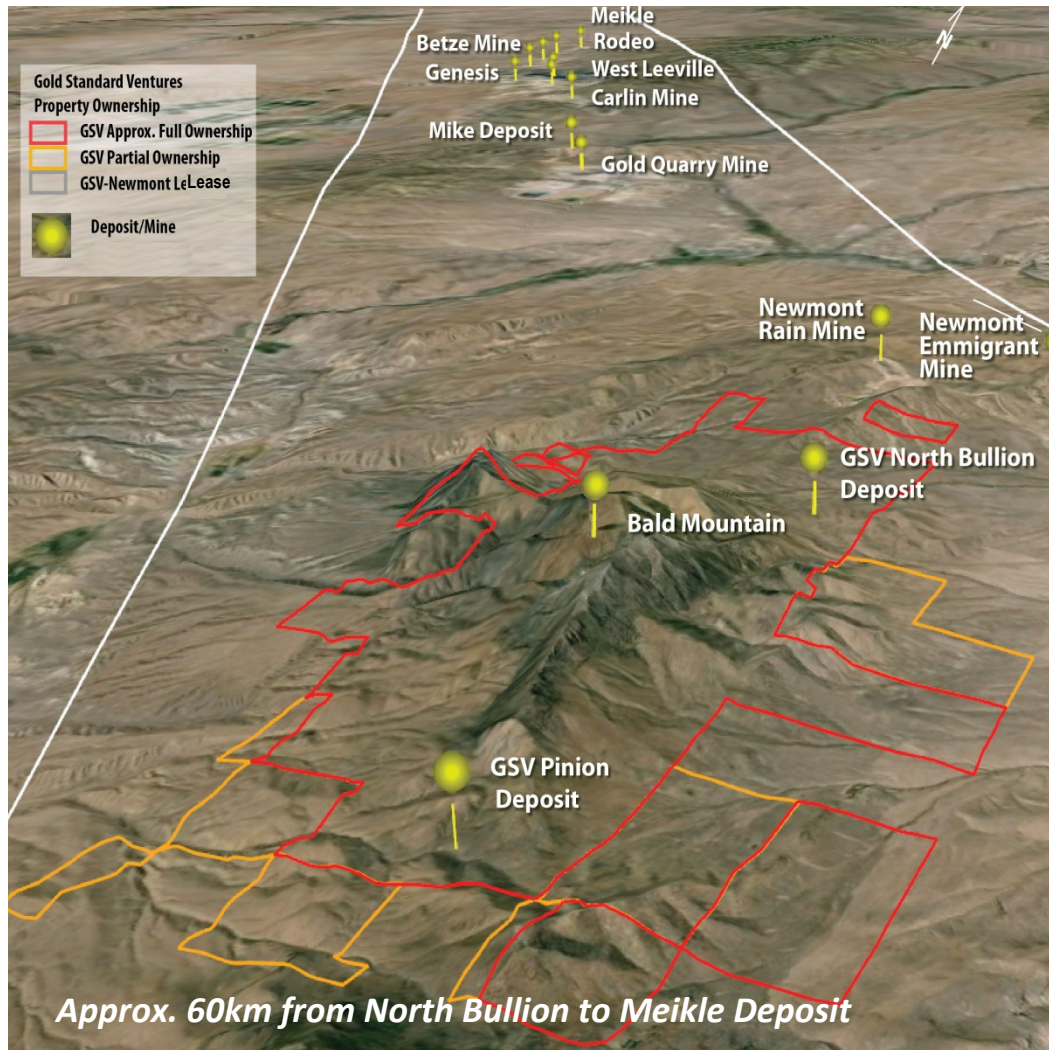 Meikle
Betze Mine
Rodeo
Genesis
West Leeville
Carlin Mine
Mike Deposit
Gold Quarry Mine
N
Gold Standard Ventures
Property Ownership
GSV Approx. Full Ownership
GSV Partial Ownership
GSV-Newmont Lease
Deposit/Mine
Newmont
Rain Mine
Newmont
Emmigrant
Mine
GSV North Bullion
Deposit
Bald Mountain
GSV Pinion
Deposit
Approx. 60km from North Bullion to Meikle Deposit